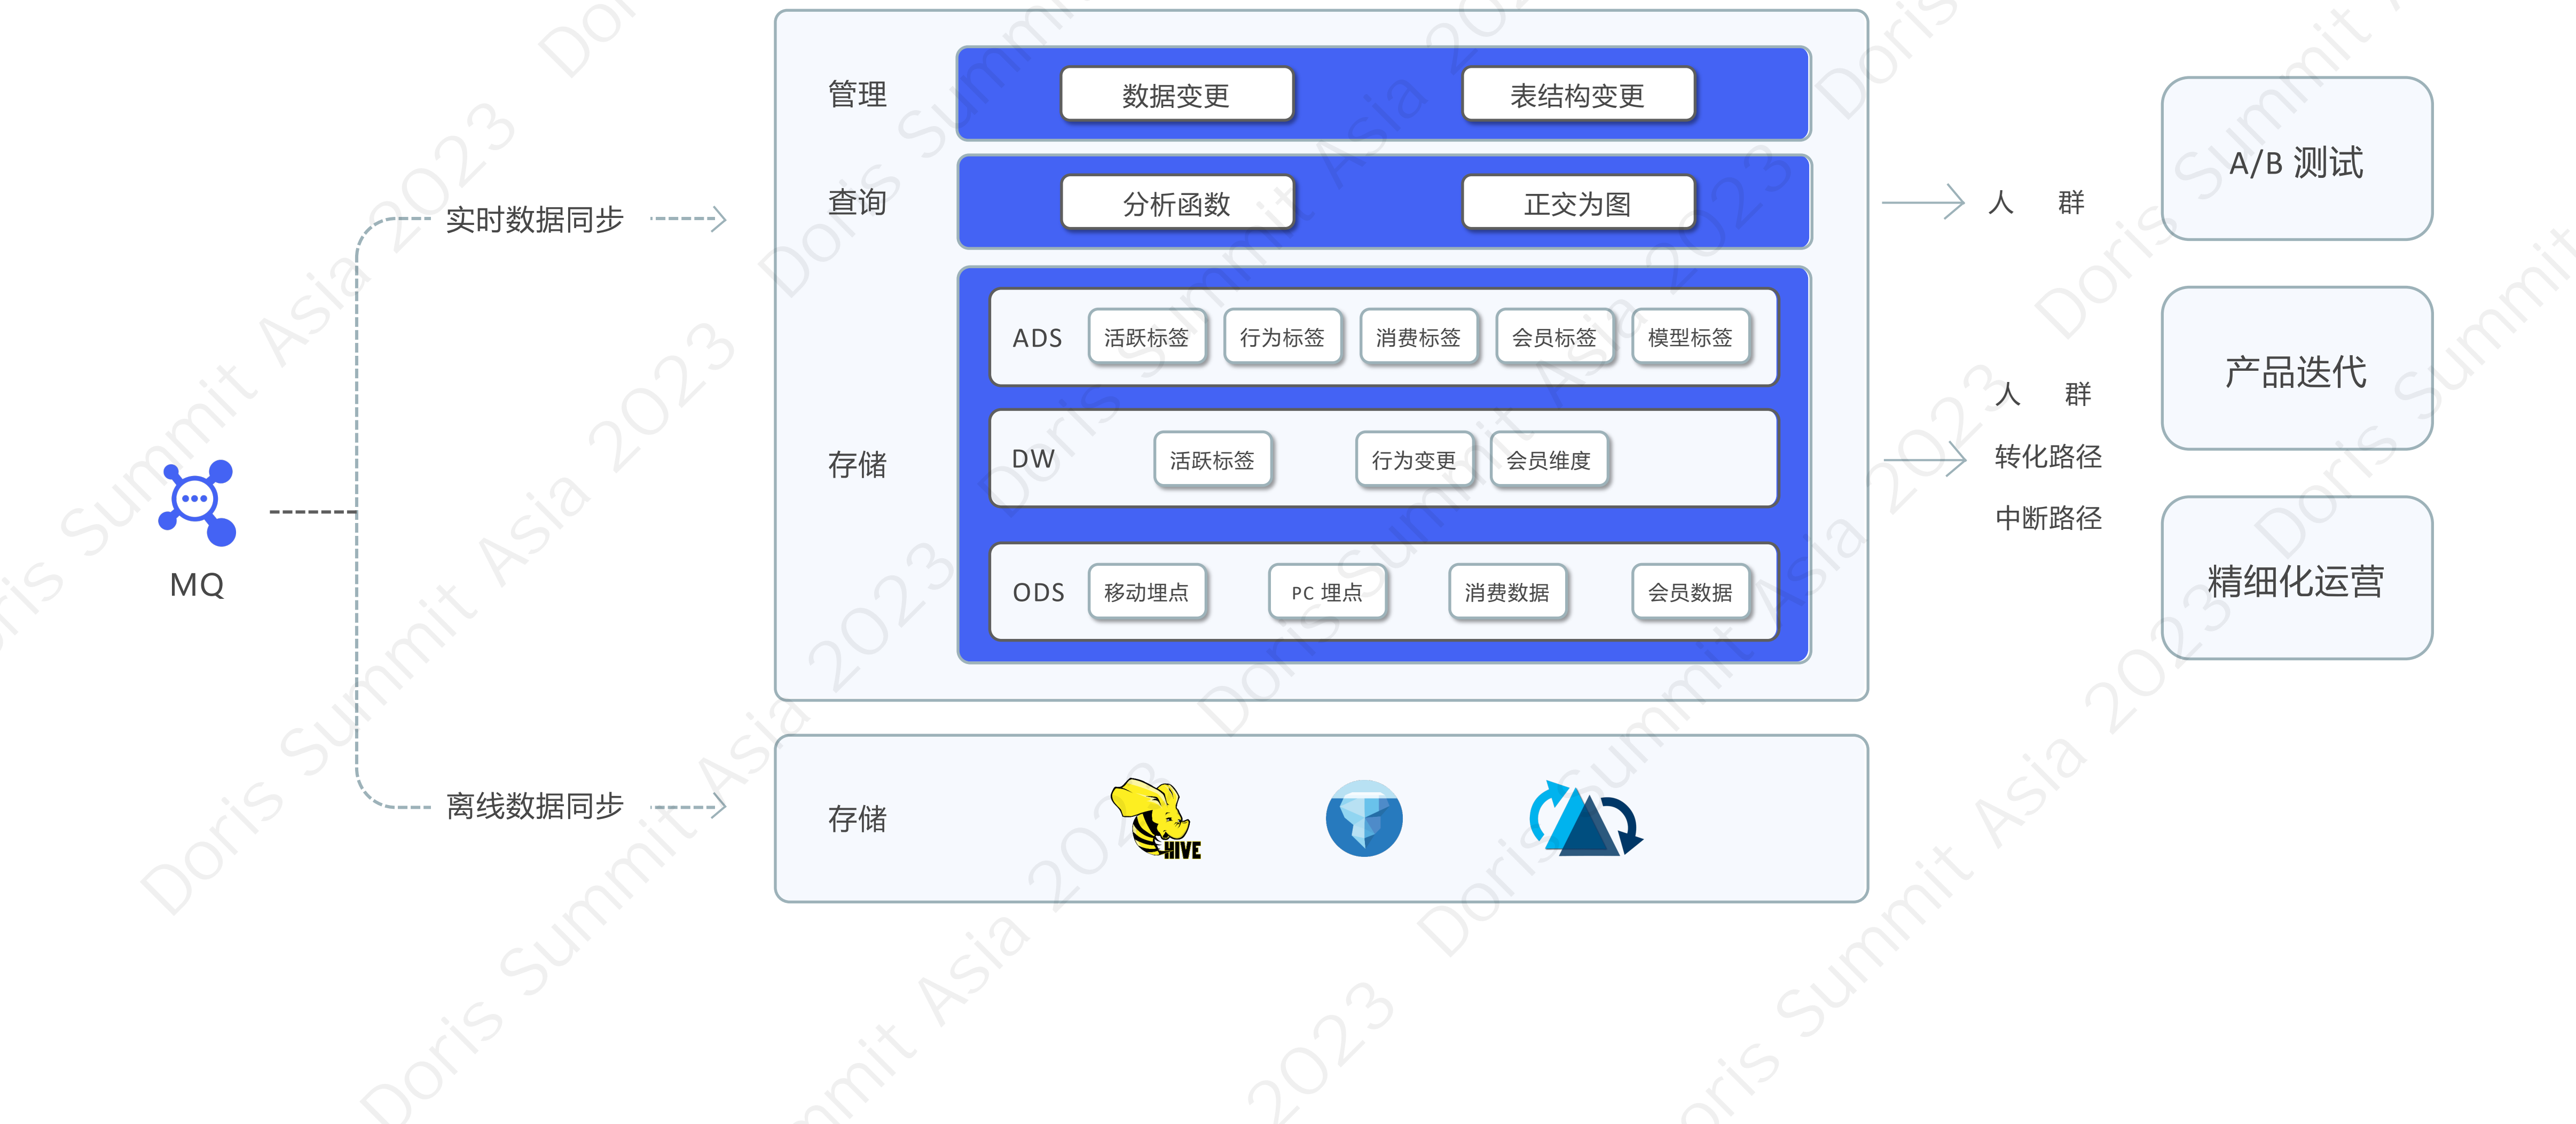 管理
数据变更
表结构变更
查询
分析函数
正交为图
存储
ADS
活跃标签
行为标签
消费标签
会员标签
模型标签
DW
活跃标签
行为变更
会员维度
ODS
移动埋点
PC 埋点
消费数据
会员数据
实时数据同步
MQ
离线数据同步
存储
HIVE
人 群
人 群
转化路径
中断路径
A/B 测试
产品迭代
精细化运营
Doris Summit Asia 2023